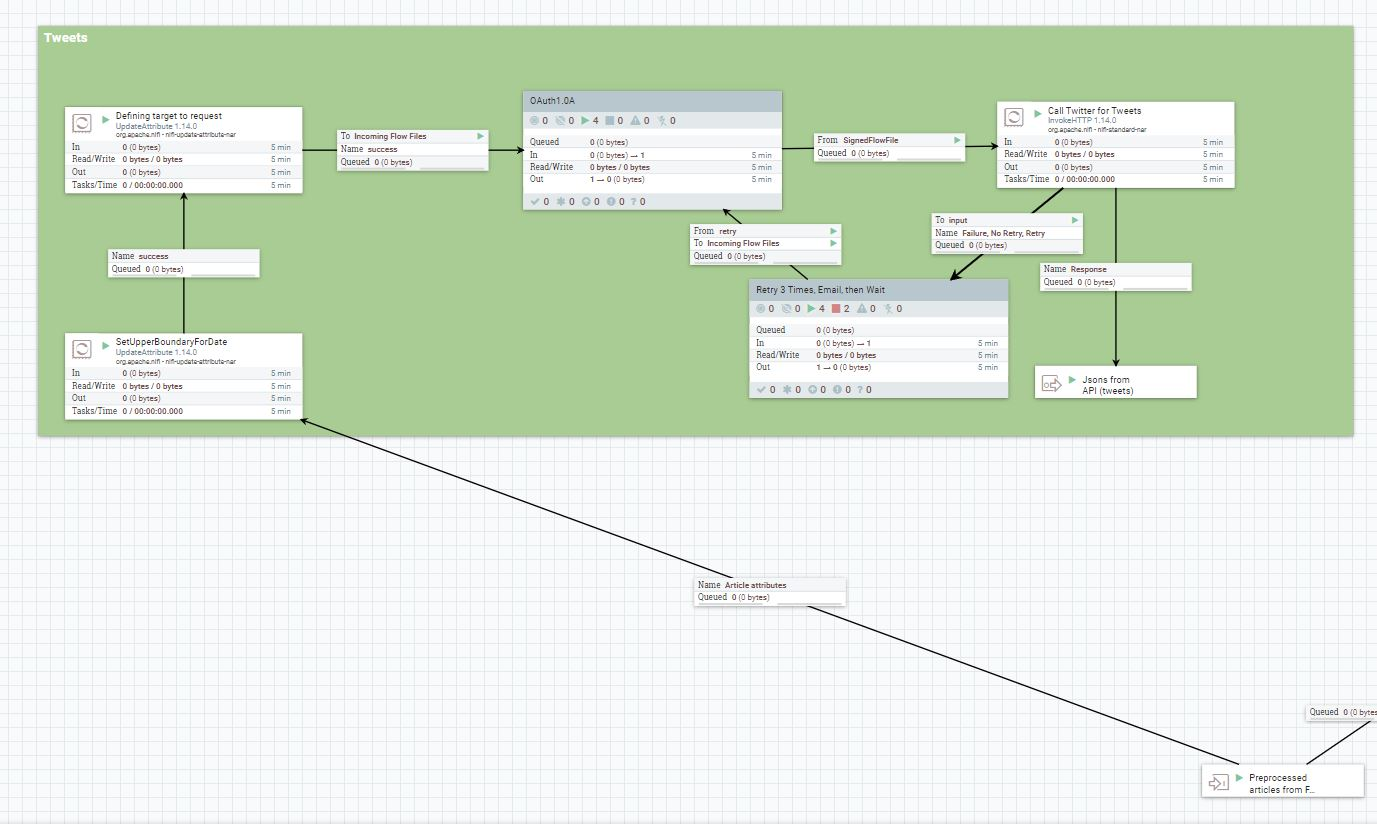 Tweets
Defining target to request
UpdateAttribute 1.14.0
org.apache.nifi - nifi-update-attribute-nar
In 0 (0 bytes) 5 min
Read/Write 0 bytes / 0 bytes 5 min
Out 0 (0 bytes) 5 min
Tasks/Time 0 / 00:00:00.000 5 min
To Incoming Flow Files
Name success
Queued 0 (0 bytes)
OAuth1.0A
0 0 4 0 0 0
Queued 0 (0 bytes)
In 0 (0 bytes) → 1 5 min
Read/Write 0 bytes / 0 bytes 5 min
Out 1 → 0 (0 bytes) 5 min
0 0 0 0 ? 0
From SignedFlowFile
Queued 0 (0 bytes)
Call Twitter for Tweets
InvokeHTTP 1.14.0
org.apache.nifi - nifi-standard-nar
In 0 (0 bytes) 5 min
Read/Write 0 bytes / 0 bytes 5 min
Out 0 (0 bytes) 5 min
Tasks/Time 0 / 00:00:00.000 5 min
Name success
Queued 0 (0 bytes)
From retry
To Incoming Flow Files
Queued 0 (0 bytes)
To input
Name Failure, No Retry, Retry
Queued 0 (0 bytes)
Name Response
Queued 0 (0 bytes)
SetUpperBoundaryForDate
UpdateAttribute 1.14.0
org.apache.nifi - nifi-update-attribute-nar
In 0 (0 bytes) 5 min
Read/Write 0 bytes / 0 bytes 5 min
Out 0 (0 bytes) 5 min
Tasks/Time 0 / 00:00:00.000 5 min
Retry 3 Times, Email, then Wait
0 0 4 2 0 0
Queued 0 (0 bytes)
In 0 (0 bytes) → 1 5 min
Read/Write 0 bytes / 0 bytes 5 min
Out 1 → 0 (0 bytes) 5 min
0 0 0 0 ? 0
Jsons from
API (tweets)
Name Article attributes
Queued 0 (0 bytes)
Queued 0 (0 bytes
Preprocessed
articles from F...